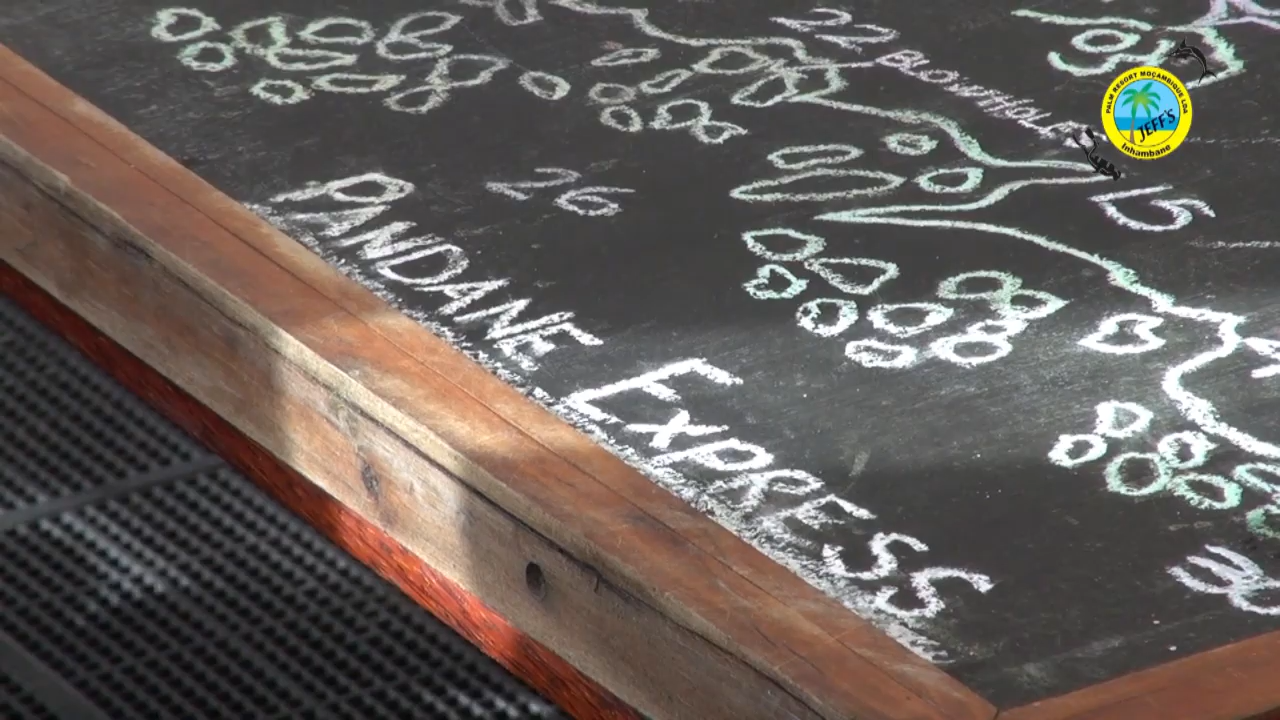 22 BLOWHOLE
PALM RESORT MOÇAMBIQUE LDA
JEFF'S
Inhambane
26
15
PANDANE EXPRESS